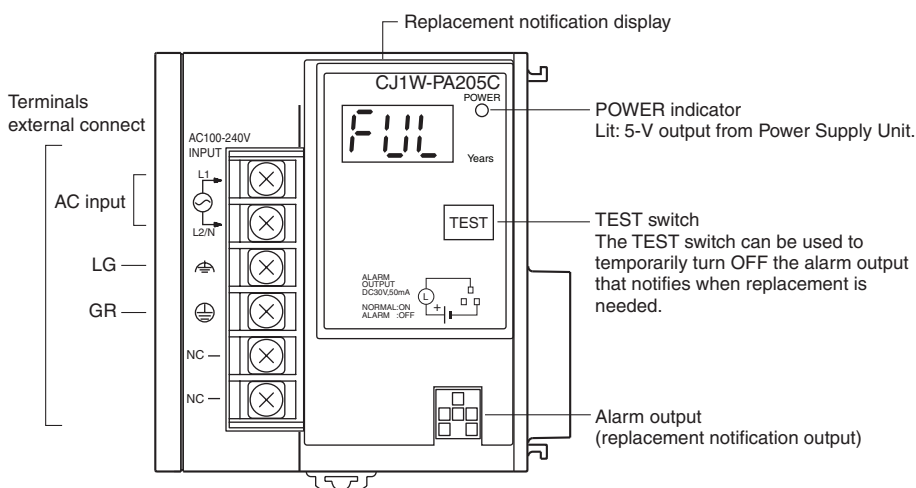 Replacement notification display
CJ1W-PA205C
POWER
FUL
Years
POWER indicator
Lit: 5-V output from Power Supply Unit.
Terminals
external connect
AC100-240V
INPUT
L1
AC input
L2/N
TEST
TEST switch
The TEST switch can be used to
temporarily turn OFF the alarm output
that notifies when replacement is
needed.
LG
GR
ALARM
OUTPUT
DC30V,50mA
NORMAL:ON
ALARM :OFF
L
+
NC
NC
Alarm output
(replacement notification output)